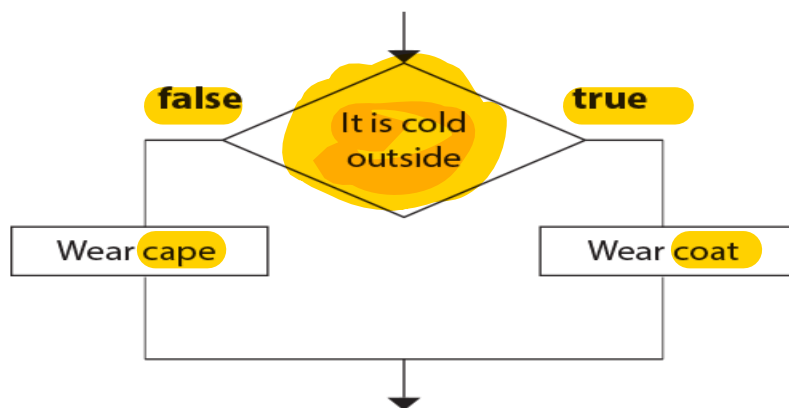 false
true
It is cold
outside
Wear cape
Wear coat